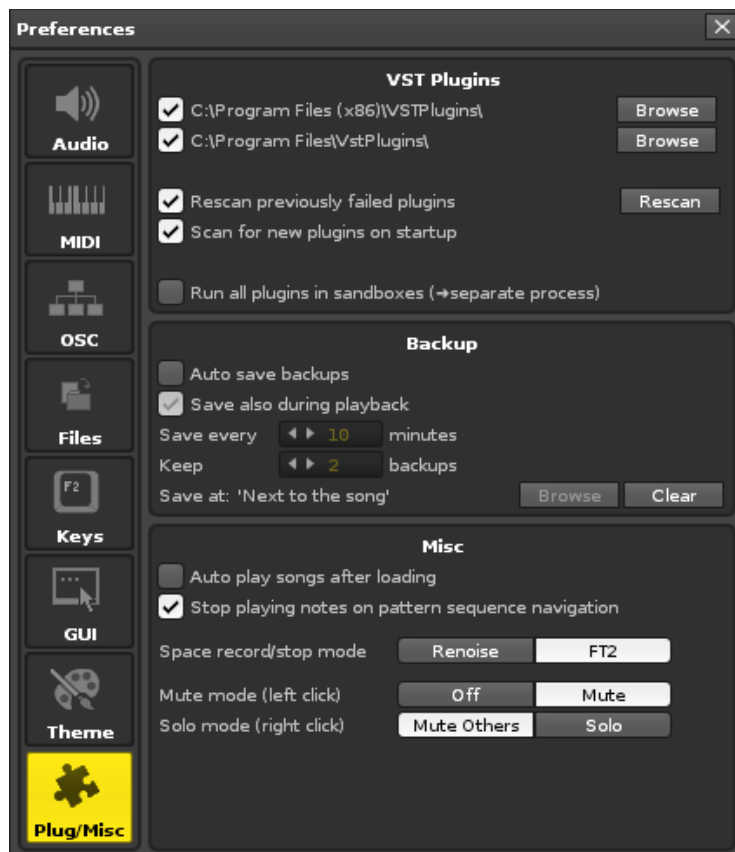 Preferences
Audio
MIDI
OSC
Files
F2
Keys
GUI
Theme
Plug/Misc
VST Plugins
C:\Program Files (x86)\VSTPlugins\ Browse
C:\Program Files\VstPlugins\ Browse
Rescan previously failed plugins Rescan
Scan for new plugins on startup
Run all plugins in sandboxes (➔separate process)
Backup
Auto save backups
Save also during playback
Save every 10 minutes
Keep 2 backups
Save at: 'Next to the song' Browse Clear
Misc
Auto play songs after loading
Stop playing notes on pattern sequence navigation
Space record/stop mode Renoise FT2
Mute mode (left click) Off Mute
Solo mode (right click) Mute Others Solo